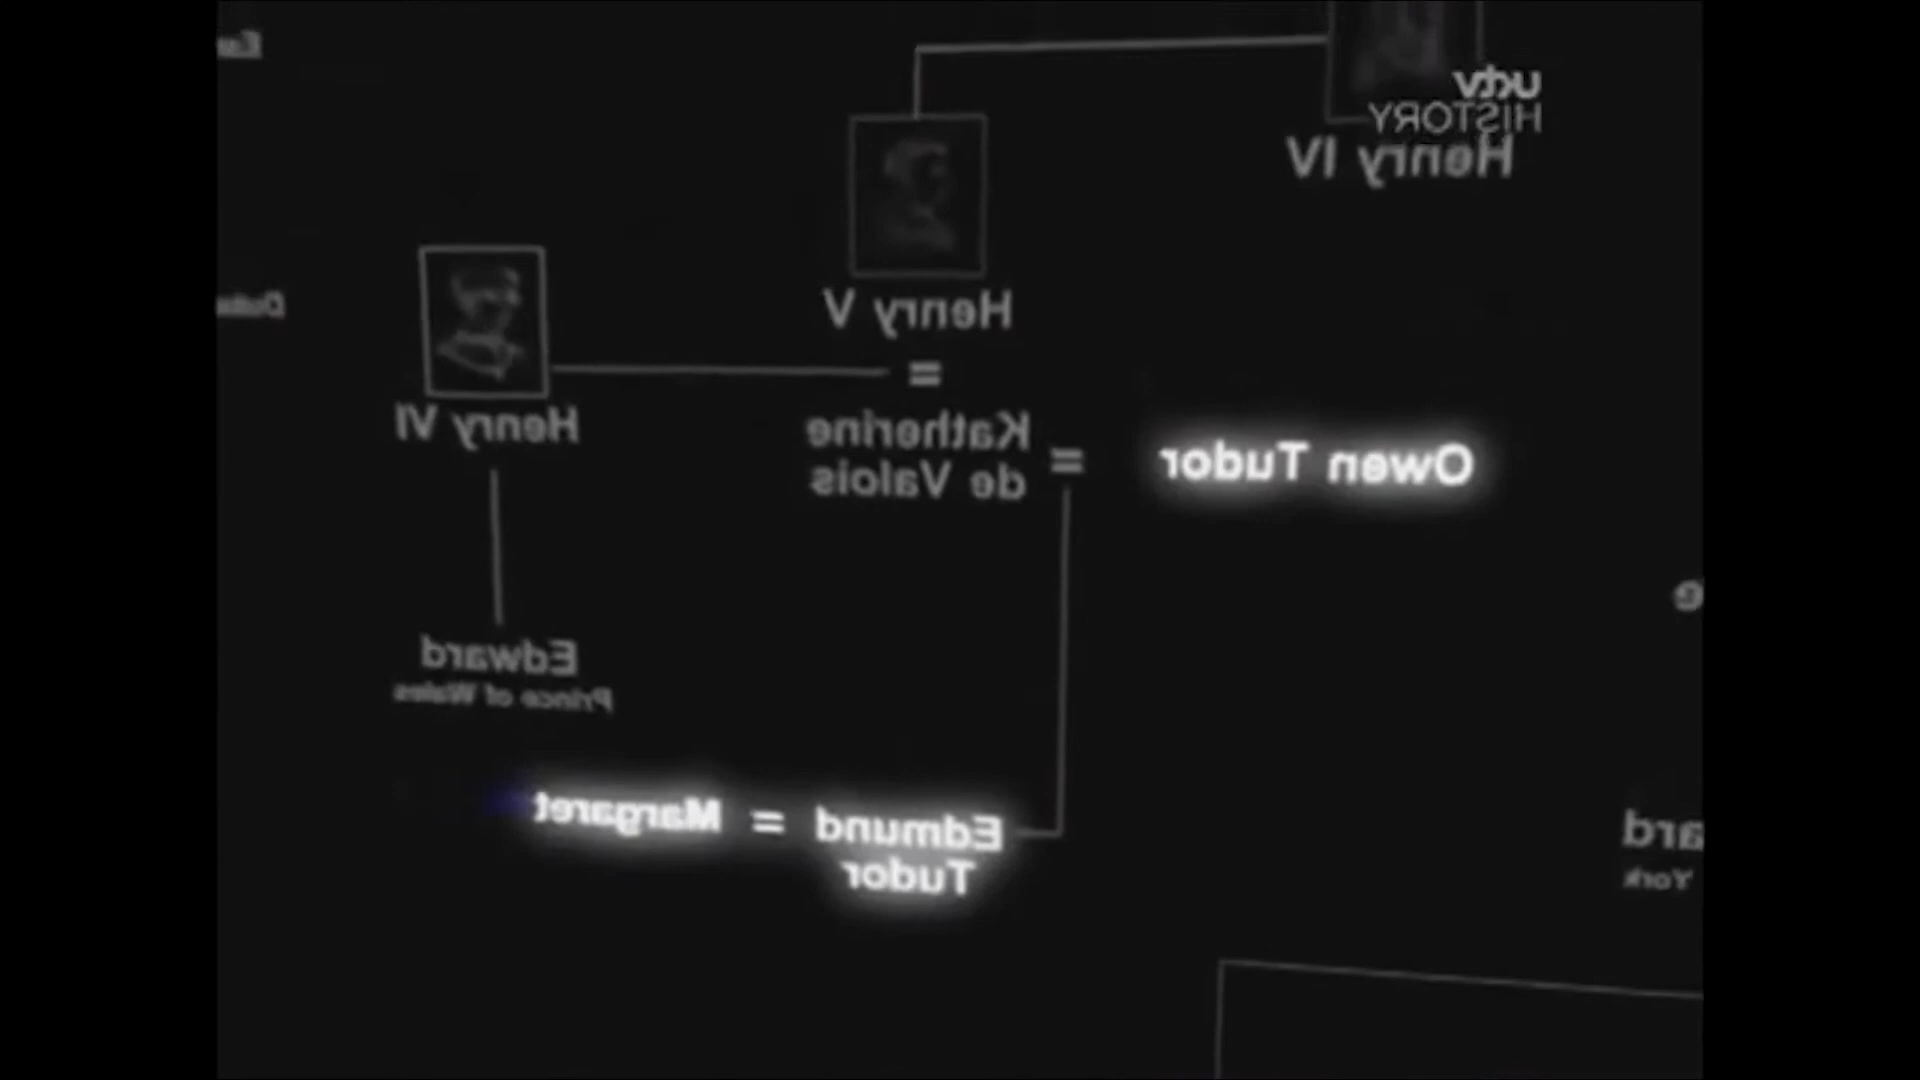 uktv
HISTORY
Henry IV
Henry V
=
Henry VI
Katherine
de Valois
=
Owen Tudor
Edward
Prince of Wales
Edmund
Tudor
=
Margaret
York